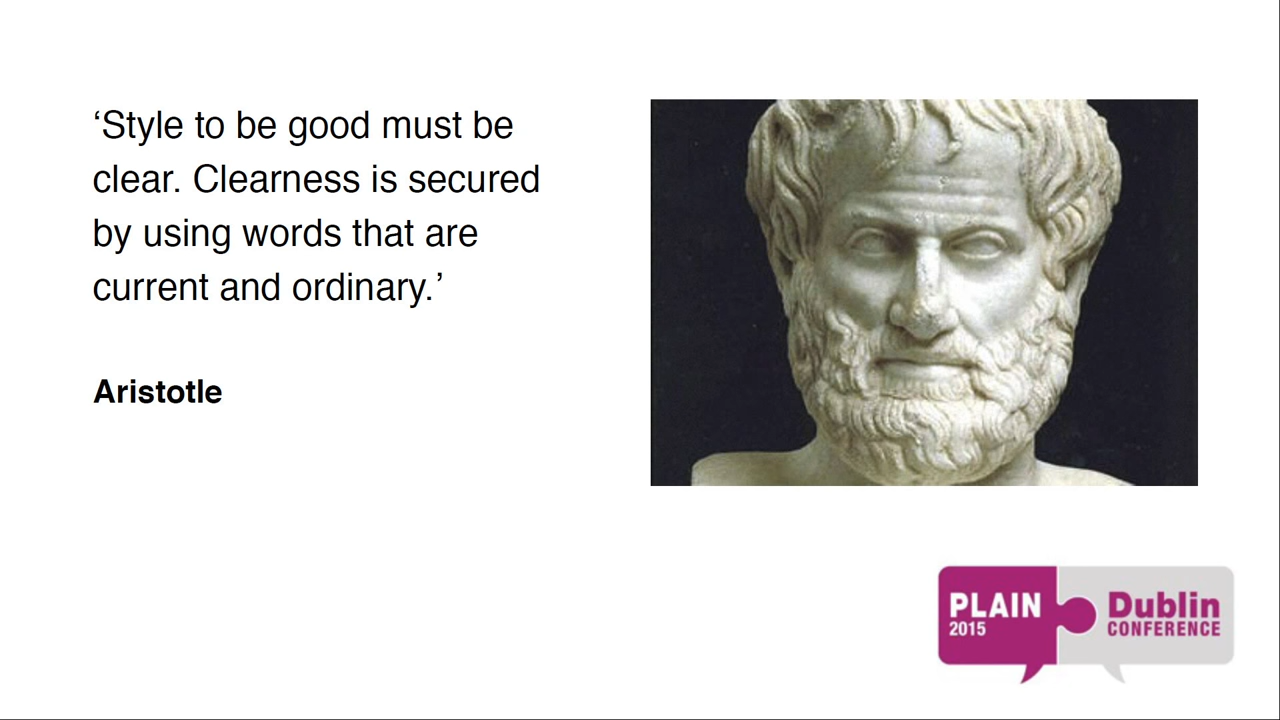 ‘Style to be good must be
clear. Clearness is secured
by using words that are
current and ordinary.’
Aristotle
PLAIN
2015
Dublin
CONFERENCE